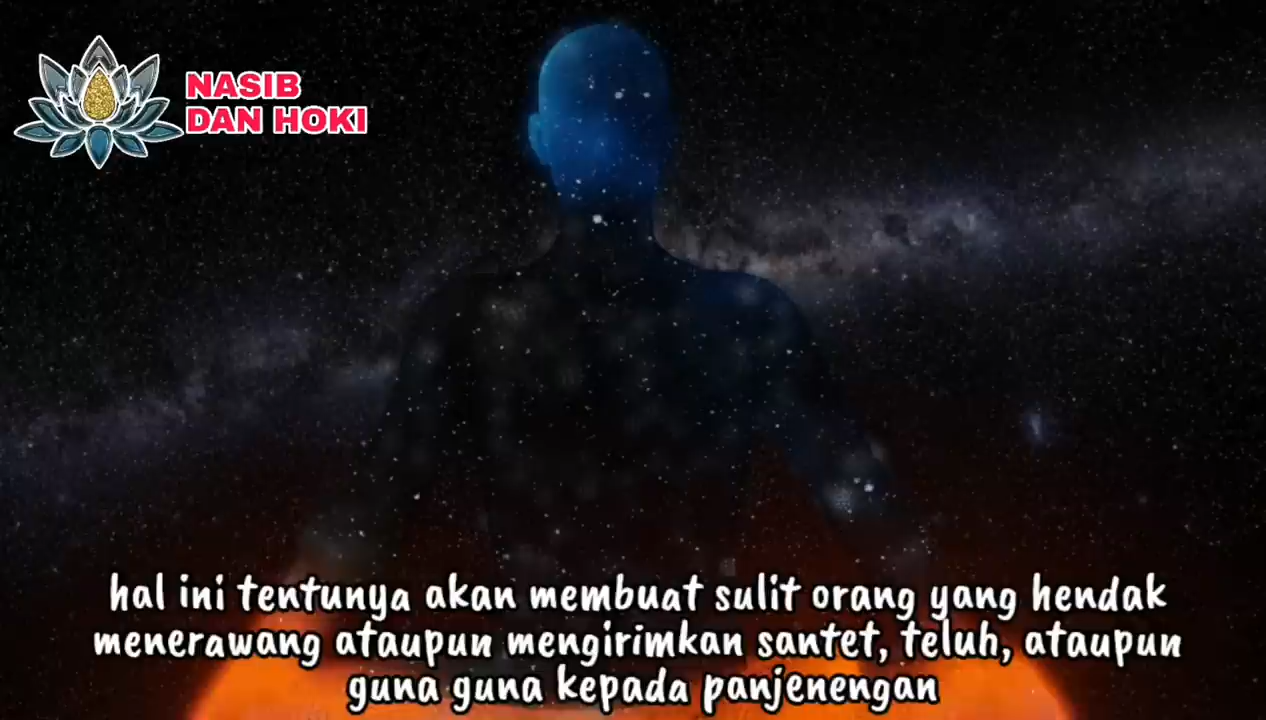 NASIB
DAN HOKI
hal ini tentunya akan membuat sulit orang yang hendak
menerawang ataupun mengirimkan santet, teluh, ataupun
guna guna kepada panjenengan